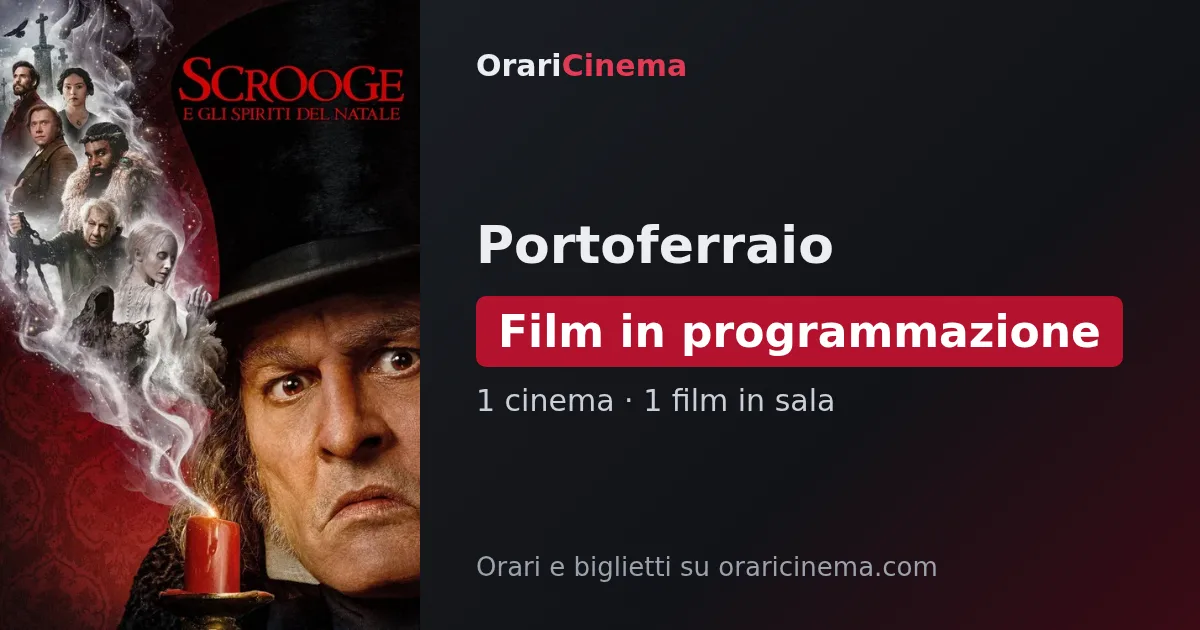 SCROOGE
E GLI SPIRITI DEL NATALE
OrariCinema
Portoferraio
Film in programmazione
1 cinema · 1 film in sala
Orari e biglietti su oraricinema.com